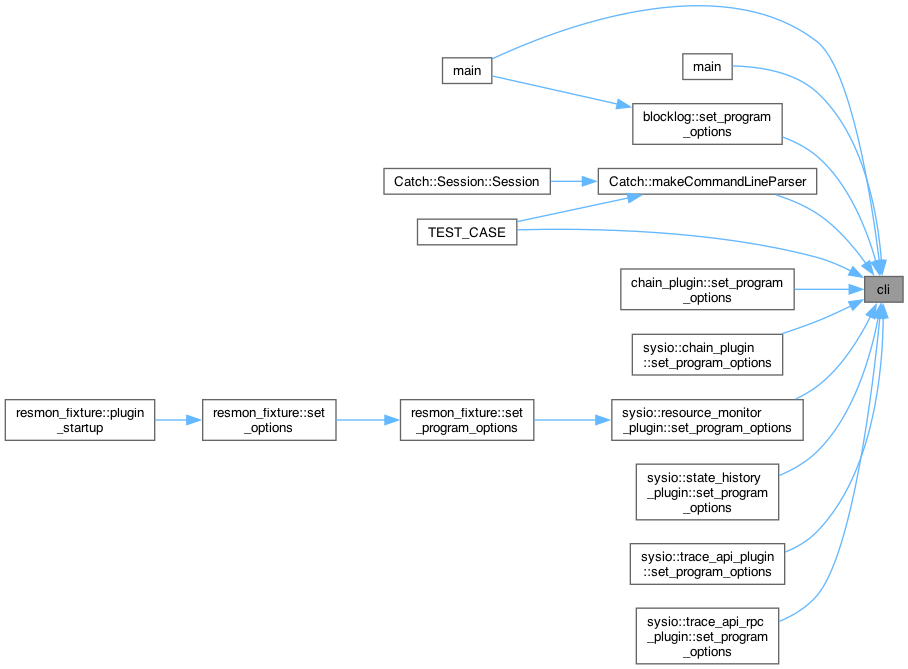 main
main
blocklog::set_program
_options
Catch::Session::Session
Catch::makeCommandLineParser
TEST_CASE
cli
chain_plugin::set_program
_options
sysio::chain_plugin
::set_program_options
resmon_fixture::plugin
_startup
resmon_fixture::set
_options
resmon_fixture::set
_program_options
sysio::resource_monitor
_plugin::set_program_options
sysio::state_history
_plugin::set_program
_options
sysio::trace_api_plugin
::set_program_options
sysio::trace_api_rpc
_plugin::set_program
_options